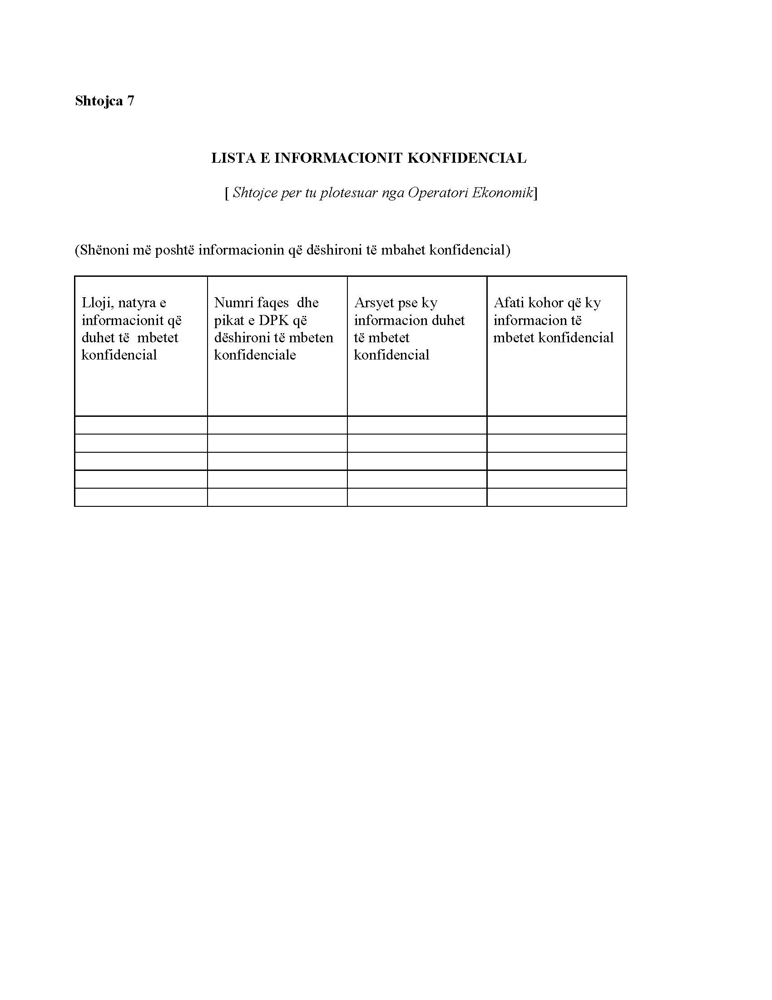 Shtojca 7
LISTA E INFORMACIONIT KONFIDENCIAL
[ Shtojce per tu plotesuar nga Operatori Ekonomik]
(Shënoni më poshtë informacionin që dëshironi të mbahet konfidencial)
Lloji, natyra e
informacionit që
duhet të  mbetet
konfidencial
Numri faqes  dhe
pikat e DPK që
dëshironi të mbeten
konfidenciale
Arsyet pse ky
informacion duhet
të mbetet
konfidencial
Afati kohor që ky
informacion të
mbetet konfidencial